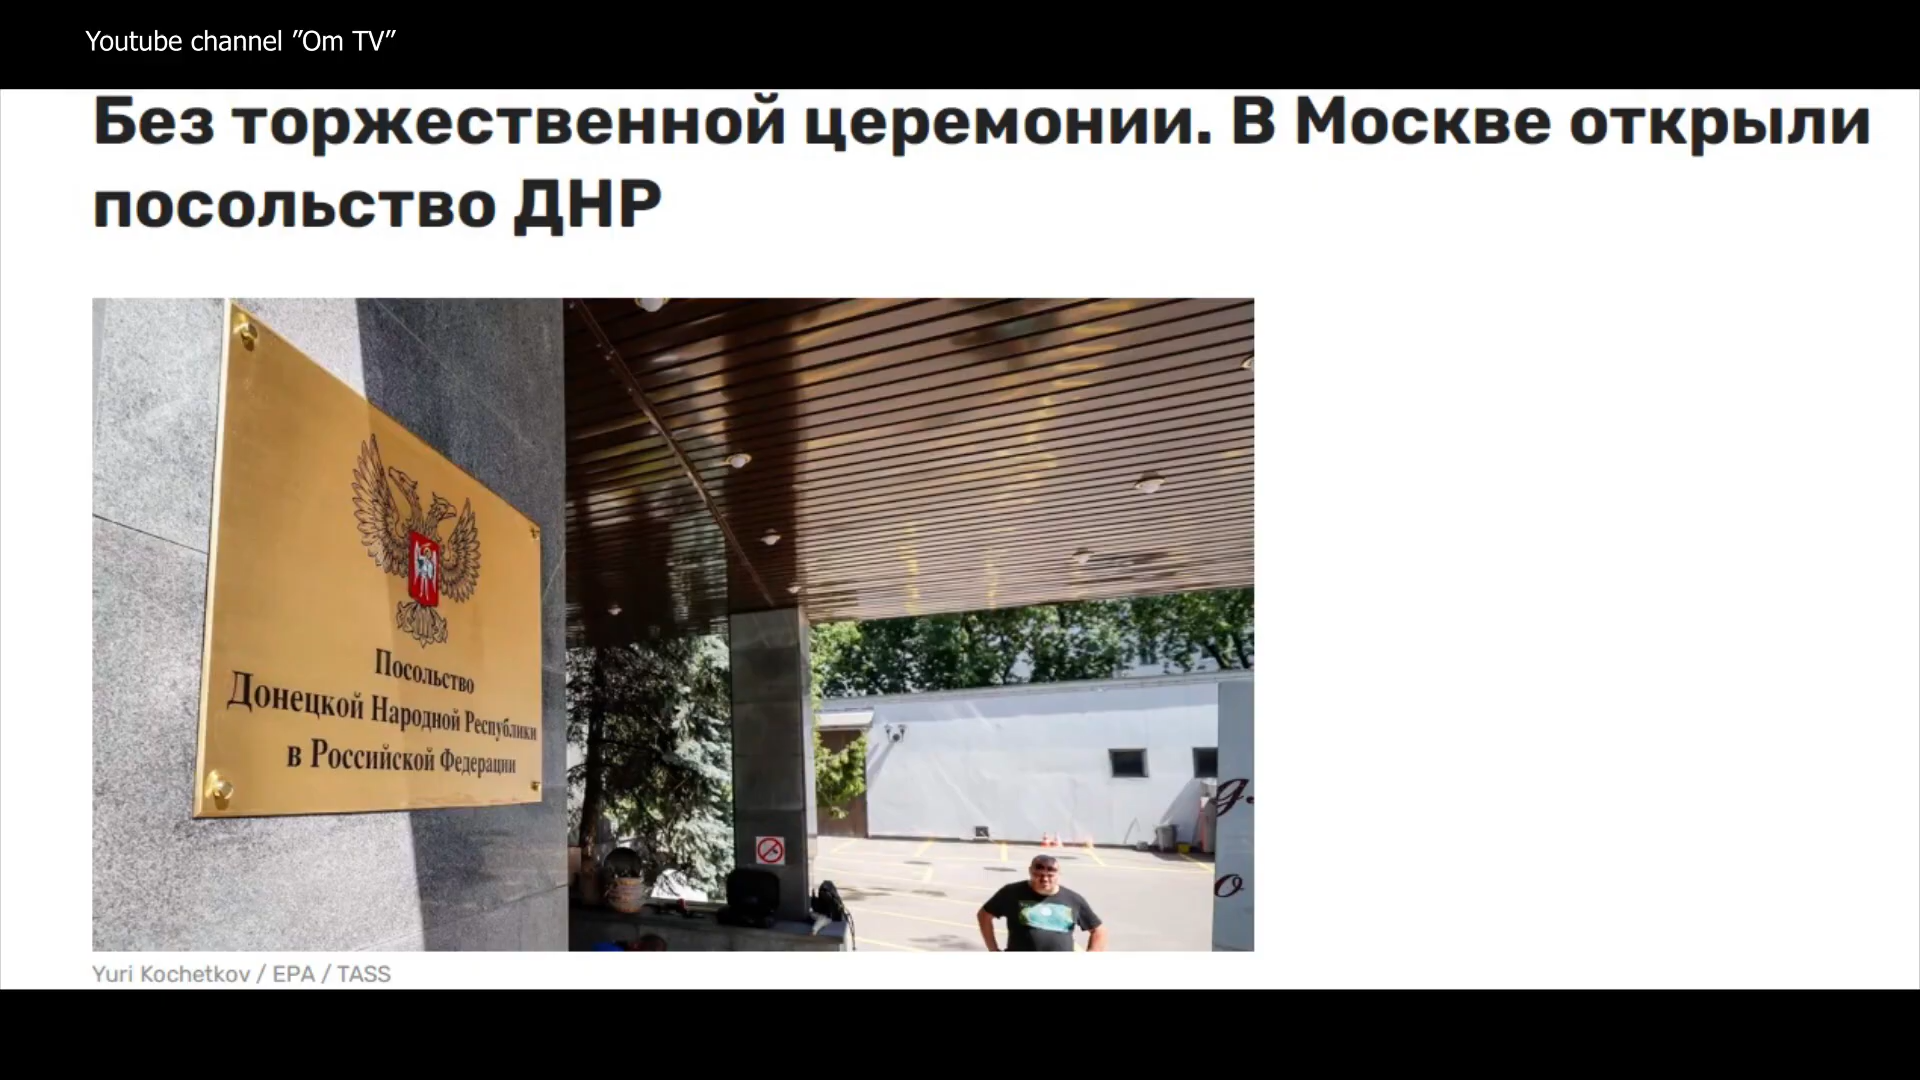 Youtube channel ”Om TV”
Без торжественной церемонии. В Москве открыли
посольство ДНР
Посольство
Донецкой Народной Республики
в Российской Федерации
Yuri Kochetkov / EPA / TASS